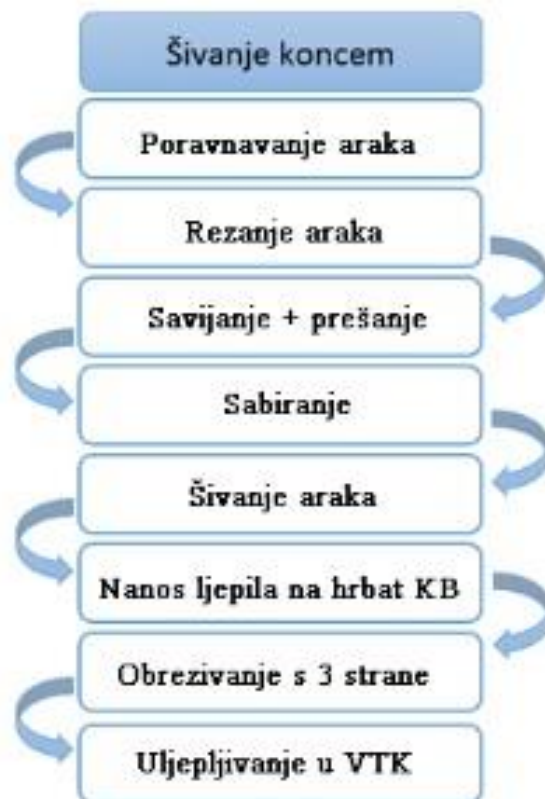 Šivanje koncem
Poravnavanje araka
Rezanje araka
Savijanje + prešanje
Sabiranje
Šivanje araka
Nanos ljepila na hrbat KB
Obrezivanje s 3 strane
Uljepljivanje u VTK